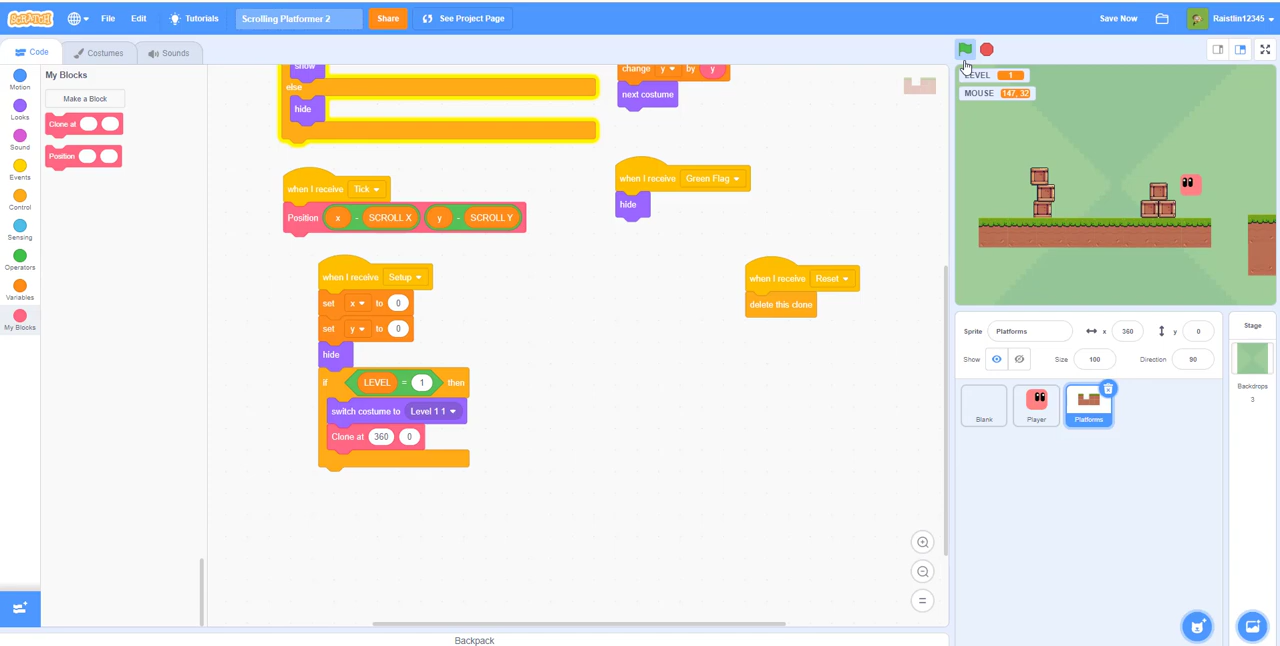 SCRATCH File Edit Tutorials Scrolling Platformer 2 Share See Project Page Save Now Raistlin12345
Code Costumes Sounds
Motion
Looks
Sound
Events
Control
Sensing
Operators
Variables
My Blocks
My Blocks
Make a Block
Clone at
Position
show
else
hide
when I receive Tick
Position x - SCROLL X y - SCROLL Y
when I receive Setup
set x to 0
set y to 0
hide
if LEVEL = 1 then
switch costume to Level 1 1
Clone at 360 0
change y by y
next costume
when I receive Green Flag
hide
when I receive Reset
delete this clone
Backpack
LEVEL 1
MOUSE 147, 32
Sprite Platforms x 360 y 0
Show Size 100 Direction 90
Blank
Player
Platforms
Stage
Backdrops
3